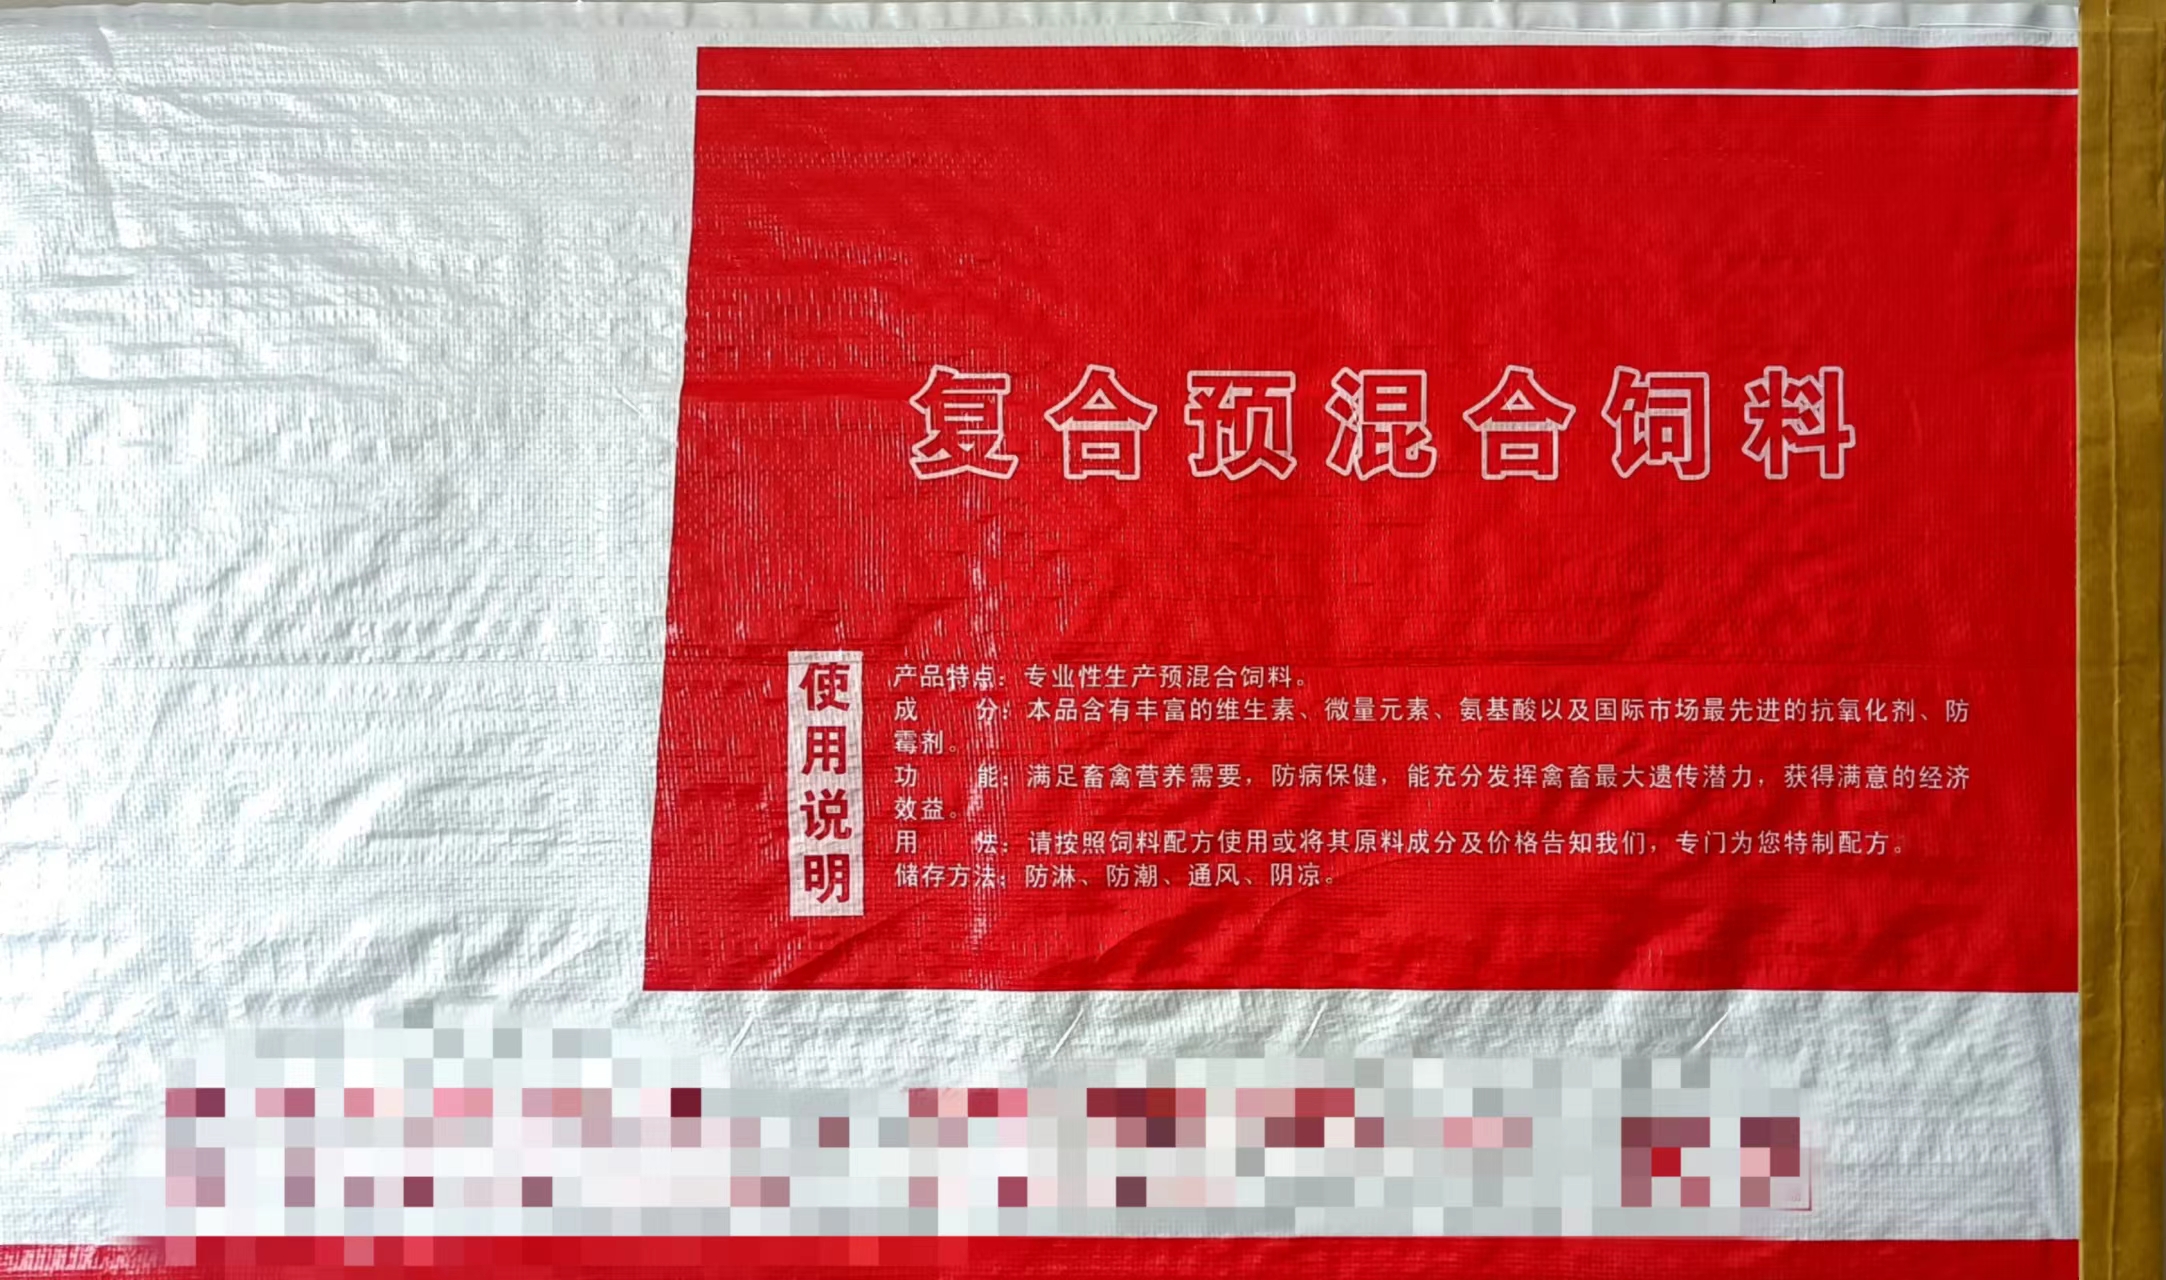 复合预混合饲料
使用说明
产品特点：专业性生产预混合饲料。
成 分：本品含有丰富的维生素、微量元素、氨基酸以及国际市场最先进的抗氧化剂、防
霉剂。
功 能：满足畜禽营养需要，防病保健，能充分发挥禽畜最大遗传潜力，获得满意的经济
效益。
用 法：请按照饲料配方使用或将其原料成分及价格告知我们，专门为您特制配方。
储存方法：防淋、防潮、通风、阴凉。